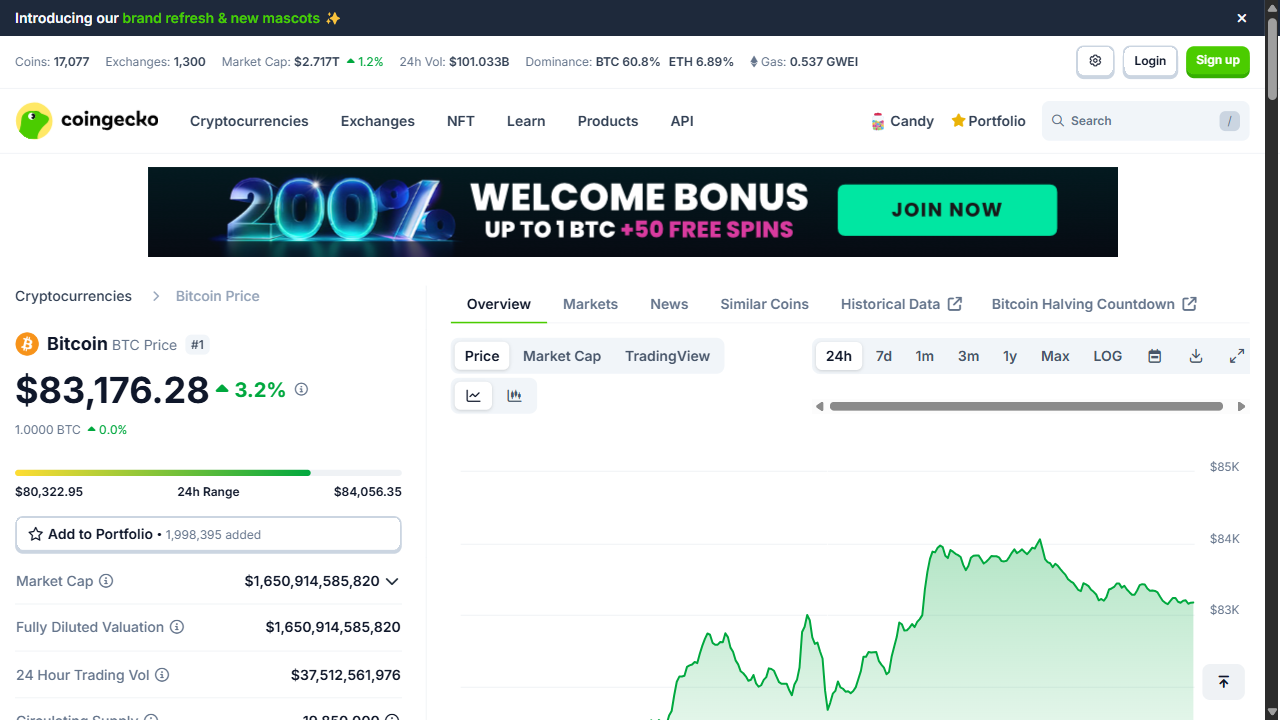 Introducing our brand refresh & new mascots ✨
Coins: 17,077 Exchanges: 1,300 Market Cap: $2.717T 1.2% 24h Vol: $101.033B Dominance: BTC 60.8% ETH 6.89% Gas: 0.537 GWEI
Login
Sign up
coingecko
Cryptocurrencies Exchanges NFT Learn Products API
Candy Portfolio
Search /
200% WELCOME BONUS
UP TO 1 BTC +50 FREE SPINS
JOIN NOW
Cryptocurrencies > Bitcoin Price
Bitcoin BTC Price #1
$83,176.28 3.2%
1.0000 BTC 0.0%
$80,322.95 24h Range $84,056.35
Add to Portfolio • 1,998,395 added
Market Cap $1,650,914,585,820
Fully Diluted Valuation $1,650,914,585,820
24 Hour Trading Vol $37,512,561,976
Circulating Supply 19,850,000
Overview Markets News Similar Coins Historical Data Bitcoin Halving Countdown
Price Market Cap TradingView
24h 7d 1m 3m 1y Max LOG
$85K
$84K
$83K